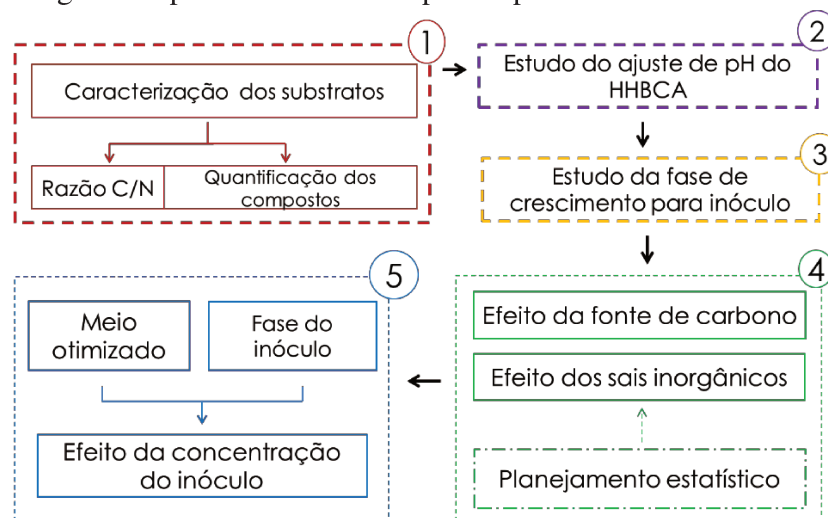 1
Caracterização dos substratos
Razão C/N
Quantificação dos
compostos
2
Estudo do ajuste de pH do
HHBCA
3
Estudo da fase de
crescimento para inóculo
4
Efeito da fonte de carbono
Efeito dos sais inorgânicos
Planejamento estatístico
5
Meio
otimizado
Fase do
inóculo
Efeito da concentração
do inóculo